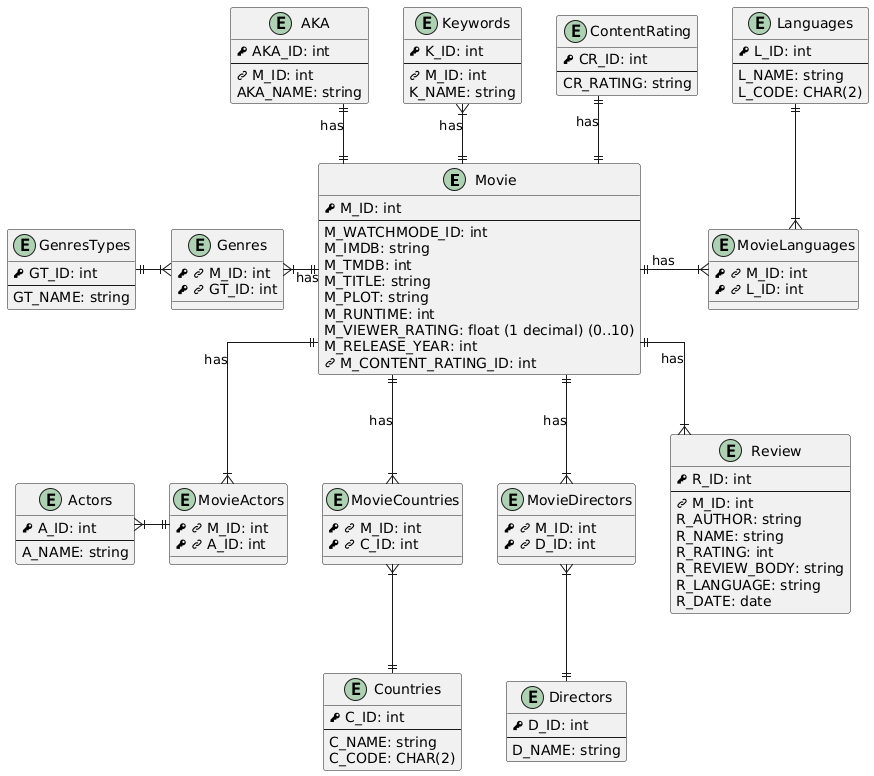 E AKA
AKA_ID: int
M_ID: int
AKA_NAME: string
E Keywords
K_ID: int
M_ID: int
K_NAME: string
E ContentRating
CR_ID: int
CR_RATING: string
E Languages
L_ID: int
L_NAME: string
L_CODE: CHAR(2)
has
has
has
E Movie
M_ID: int
M_WATCHMODE_ID: int
M_IMDB: string
M_TMDB: int
M_TITLE: string
M_PLOT: string
M_RUNTIME: int
M_VIEWER_RATING: float (1 decimal) (0..10)
M_RELEASE_YEAR: int
M_CONTENT_RATING_ID: int
E GenresTypes
GT_ID: int
GT_NAME: string
E Genres
M_ID: int
GT_ID: int
has
has
E MovieLanguages
M_ID: int
L_ID: int
has
has
has
has
E Actors
A_ID: int
A_NAME: string
E MovieActors
M_ID: int
A_ID: int
E MovieCountries
M_ID: int
C_ID: int
E MovieDirectors
M_ID: int
D_ID: int
E Review
R_ID: int
M_ID: int
R_AUTHOR: string
R_NAME: string
R_RATING: int
R_REVIEW_BODY: string
R_LANGUAGE: string
R_DATE: date
E Countries
C_ID: int
C_NAME: string
C_CODE: CHAR(2)
E Directors
D_ID: int
D_NAME: string